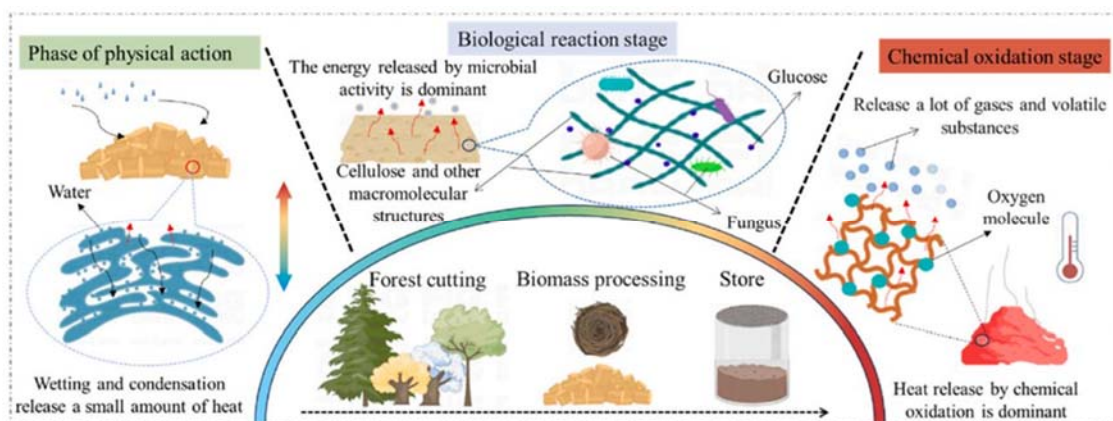 Phase of physical action
Water
Wetting and condensation
release a small amount of heat
Biological reaction stage
The energy released by microbial
activity is dominant
Glucose
Cellulose and other
macromolecular
structures
Fungus
Forest cutting
Biomass processing
Store
Chemical oxidation stage
Release a lot of gases and volatile
substances
Oxygen
molecule
Heat release by chemical
oxidation is dominant